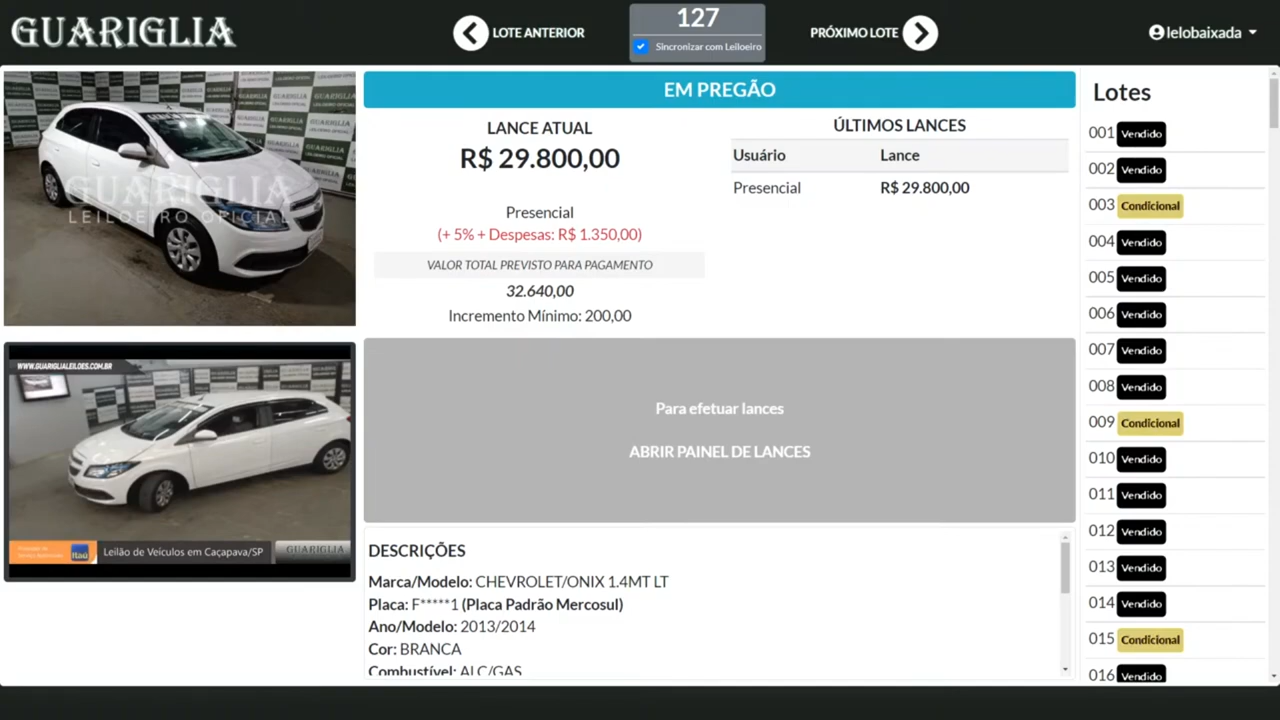 GUARIGLIA
LOTE ANTERIOR
127
Sincronizar com Leiloeiro
PRÓXIMO LOTE
lelobaixada
GUARIGLIA
LEILOEIRO OFICIAL
WWW.GUARIGLIALEILOES.COM.BR
Itaú
Leilão de Veículos em Caçapava/SP
GUARIGLIA
EM PREGÃO
LANCE ATUAL
R$ 29.800,00
Presencial
(+ 5% + Despesas: R$ 1.350,00)
VALOR TOTAL PREVISTO PARA PAGAMENTO
32.640,00
Incremento Mínimo: 200,00
ÚLTIMOS LANCES
Usuário Lance
Presencial R$ 29.800,00
Para efetuar lances
ABRIR PAINEL DE LANCES
DESCRIÇÕES
Marca/Modelo: CHEVROLET/ONIX 1.4MT LT
Placa: F*****1 (Placa Padrão Mercosul)
Ano/Modelo: 2013/2014
Cor: BRANCA
Combustível: ALC/GAS
Lotes
001 Vendido
002 Vendido
003 Condicional
004 Vendido
005 Vendido
006 Vendido
007 Vendido
008 Vendido
009 Condicional
010 Vendido
011 Vendido
012 Vendido
013 Vendido
014 Vendido
015 Condicional
016 Vendido